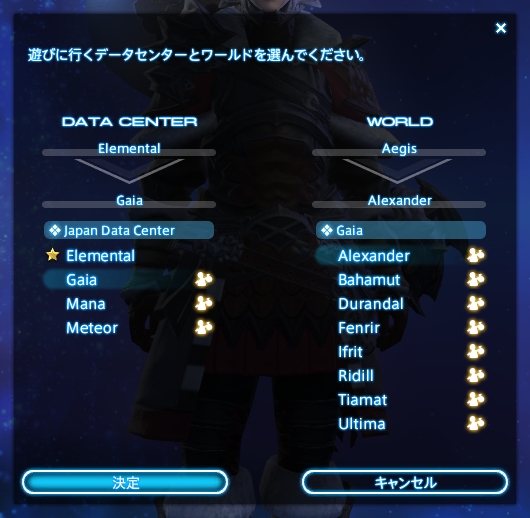 遊びに行くデータセンターとワールドを選んでください。
DATA CENTER
Elemental
Gaia
Japan Data Center
Elemental
Gaia
Mana
Meteor
WORLD
Aegis
Alexander
Gaia
Alexander
Bahamut
Durandal
Fenrir
Ifrit
Ridill
Tiamat
Ultima
決定
キャンセル